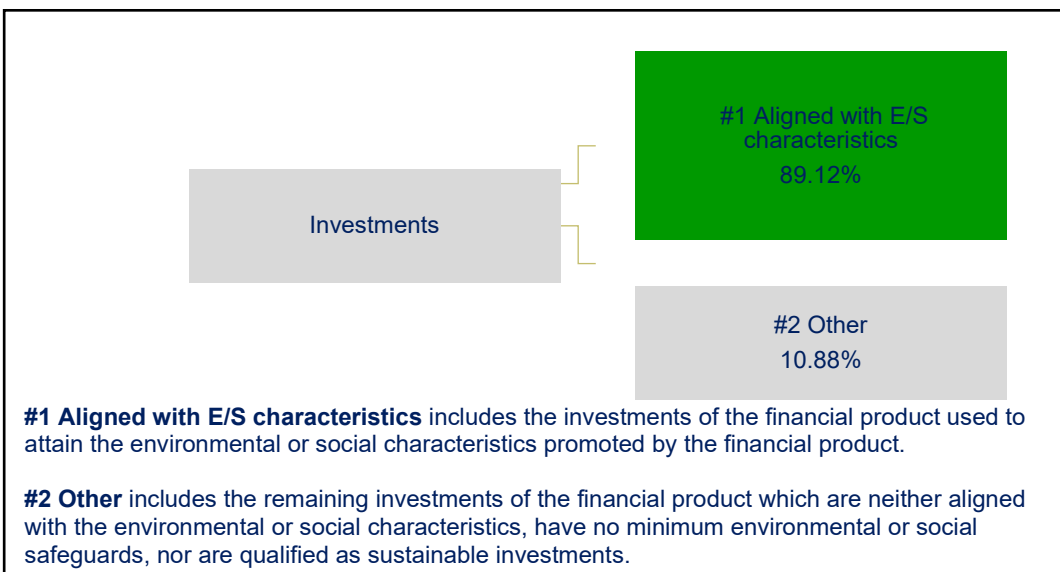 #1 Aligned with E/S
characteristics
89.12%
Investments
#2 Other
10.88%
#1 Aligned with E/S characteristics includes the investments of the financial product used to
attain the environmental or social characteristics promoted by the financial product.
#2 Other includes the remaining investments of the financial product which are neither aligned
with the environmental or social characteristics, have no minimum environmental or social
safeguards, nor are qualified as sustainable investments.